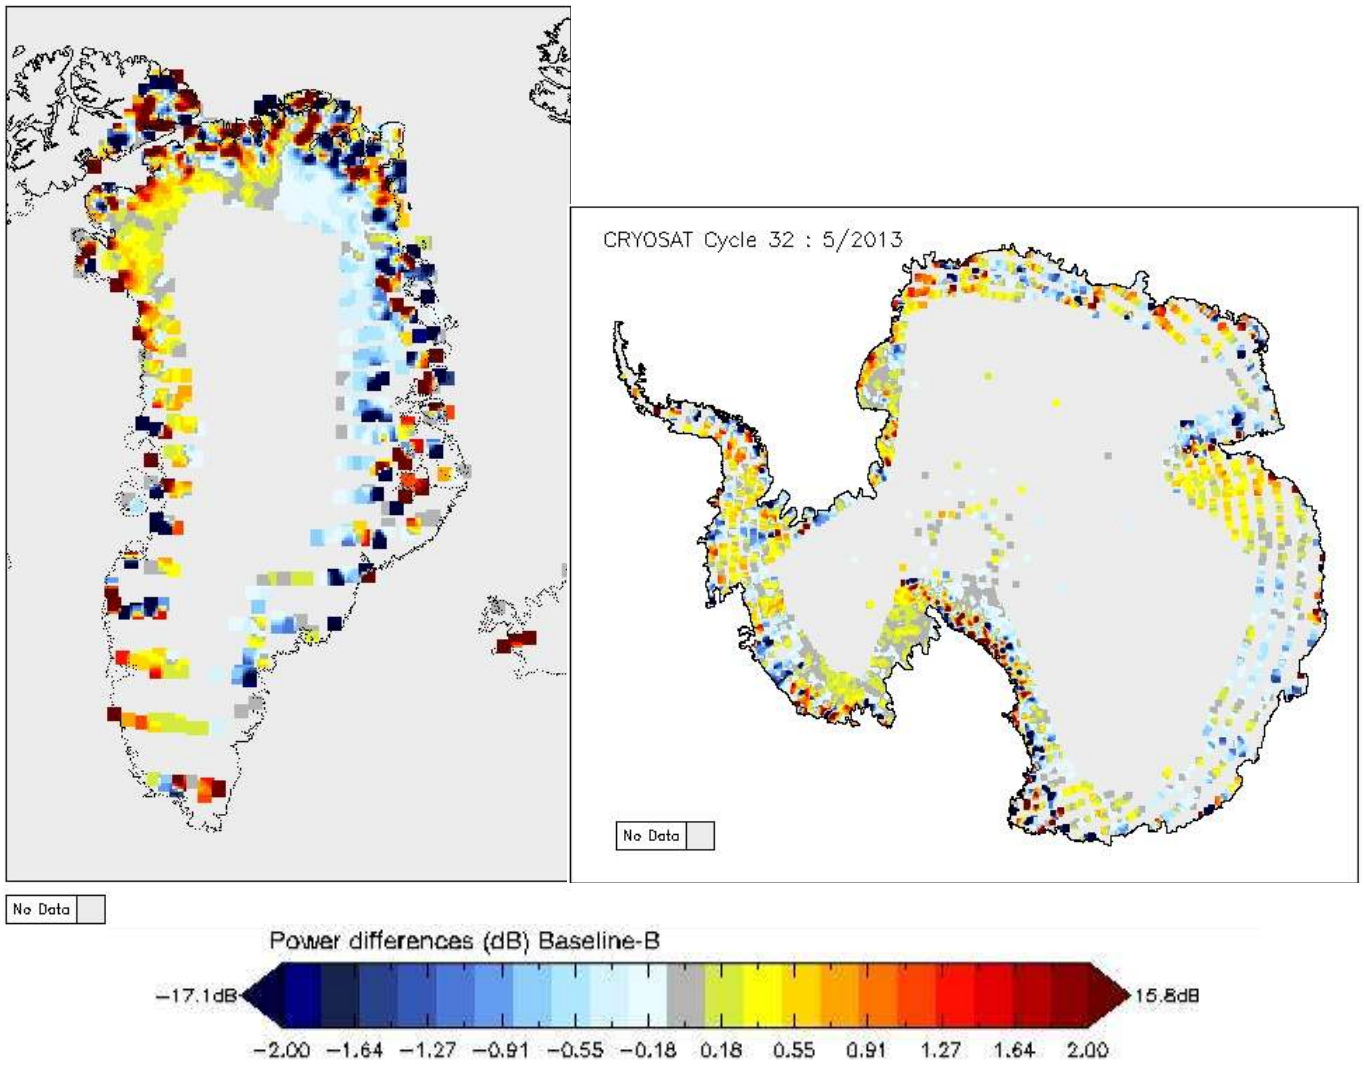 CRYOSAT Cycle 32 : 5/2013
No Data
No Data
Power differences (dB) Baseline-B
-17.1dB
15.8dB
-2.00 -1.64 -1.27 -0.91 -0.55 -0.18 0.18 0.55 0.91 1.27 1.64 2.00